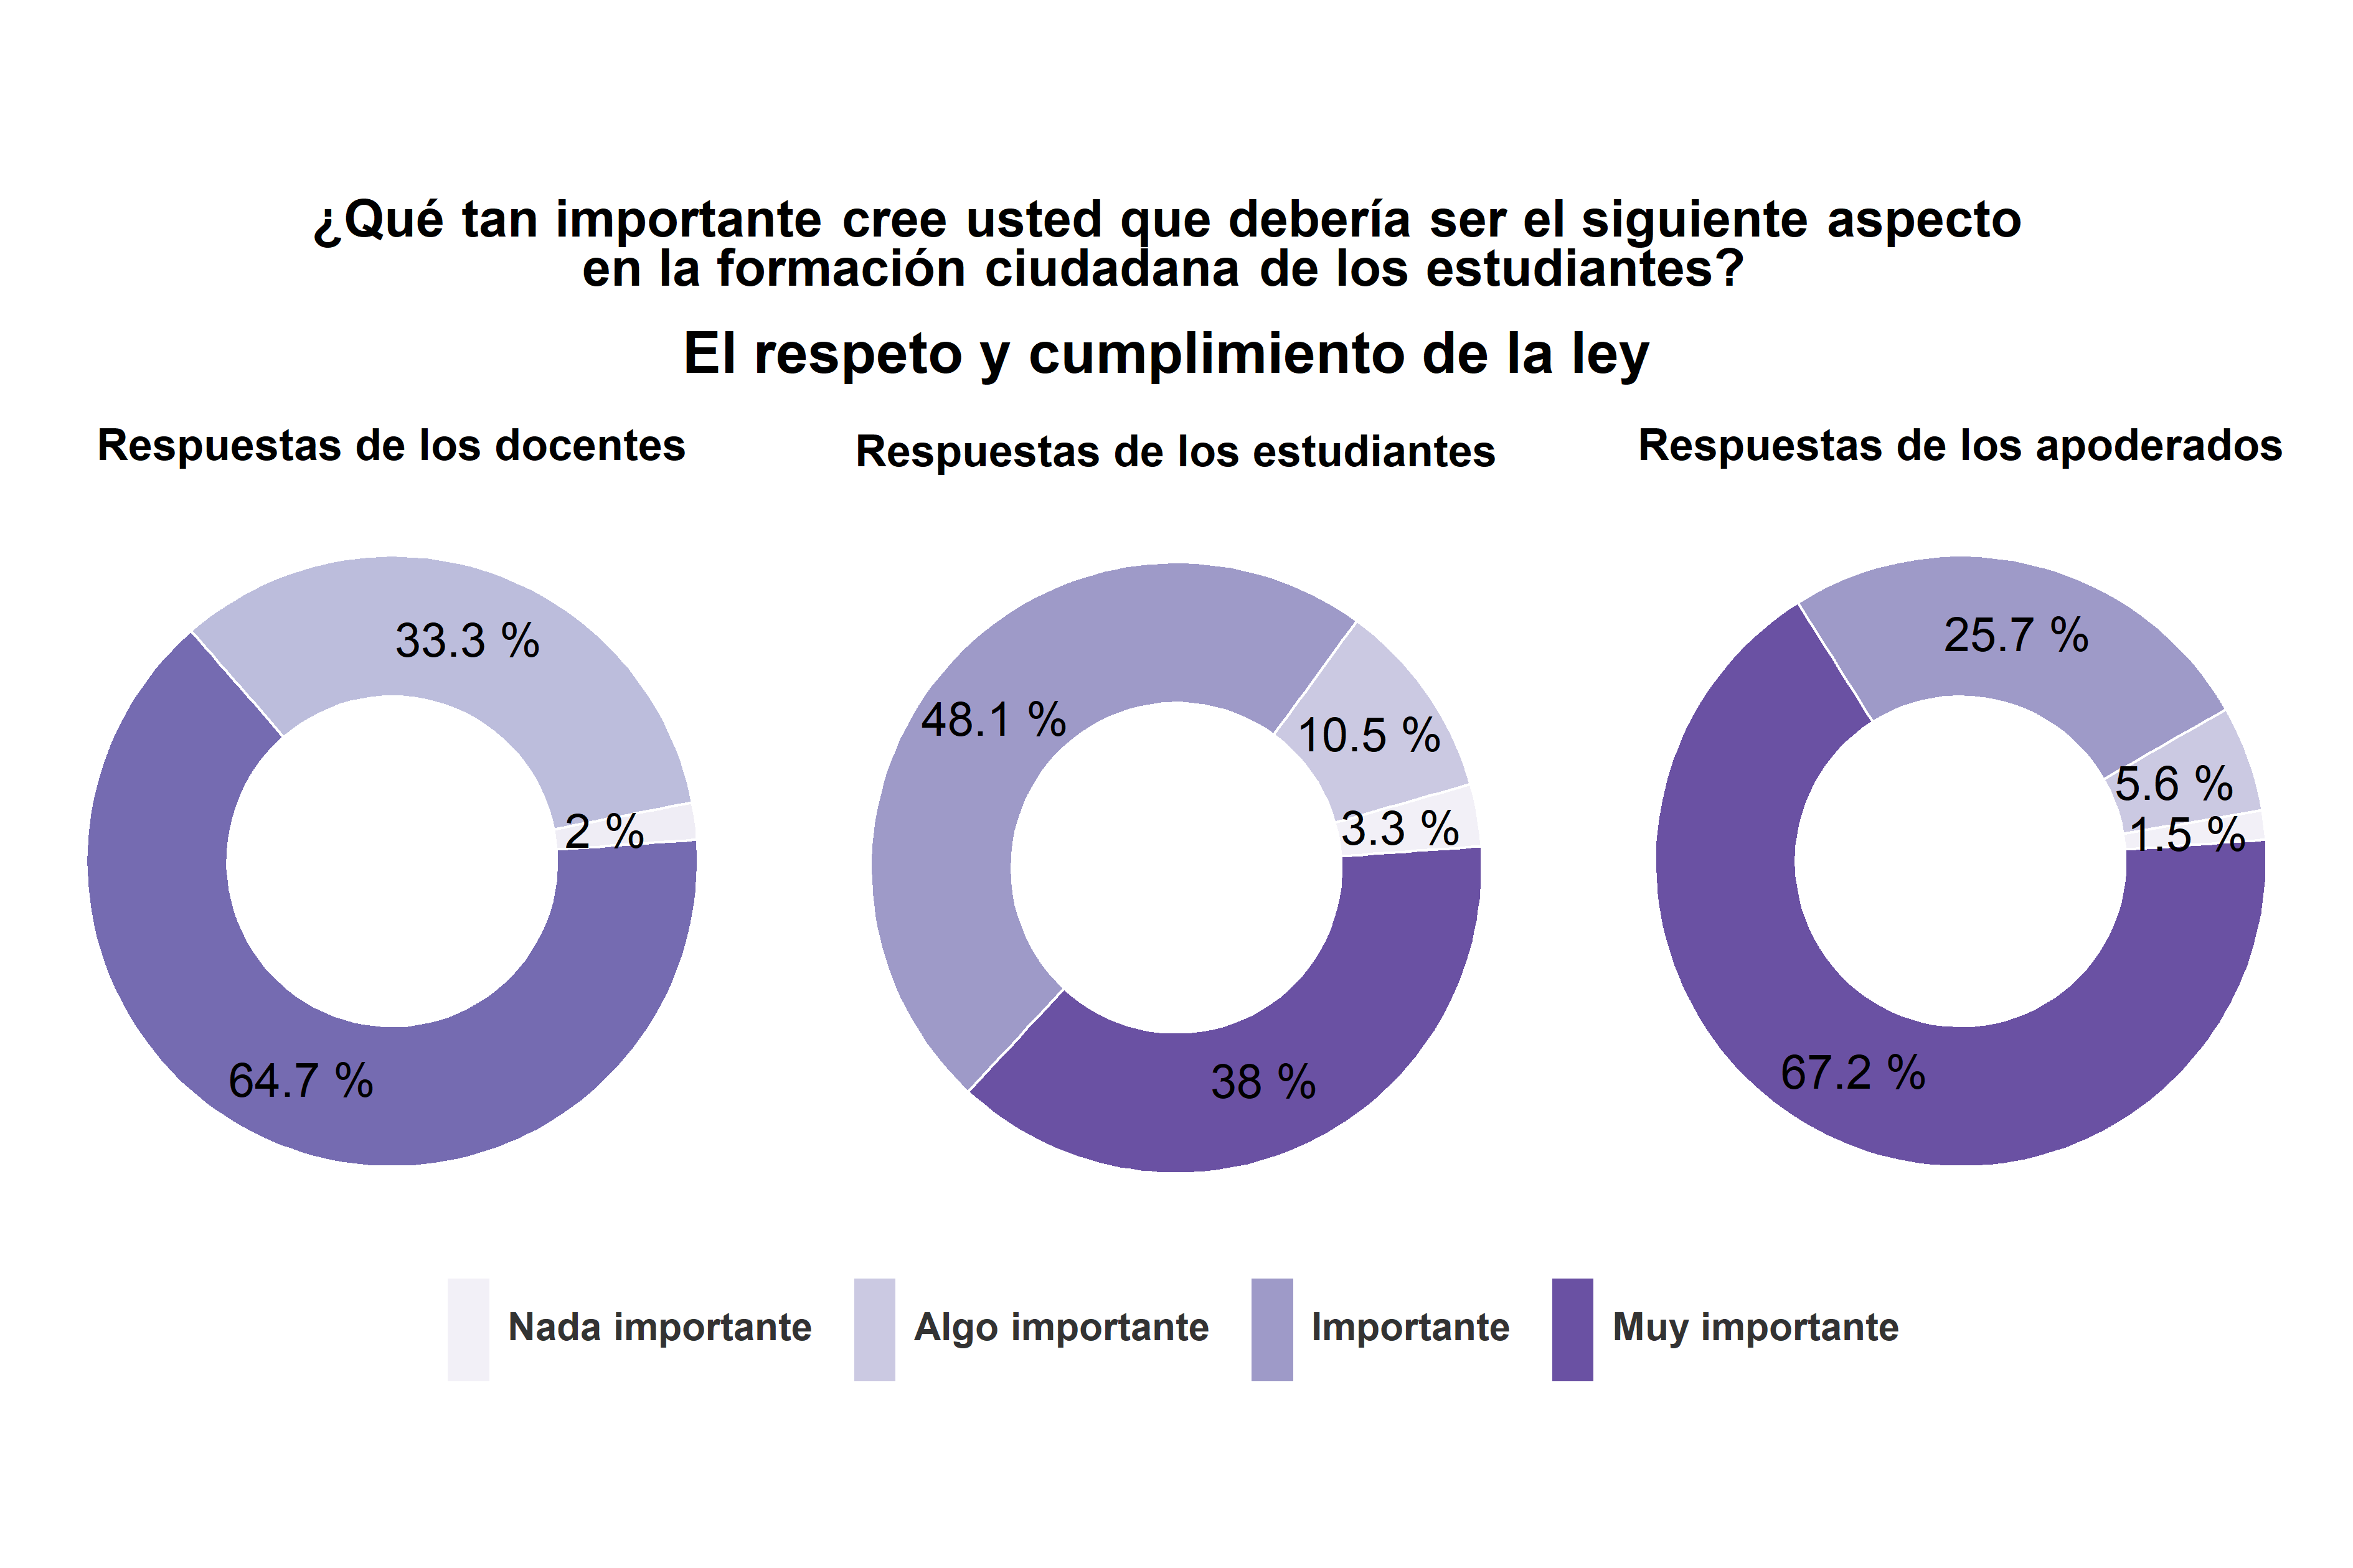 ¿Qué tan importante cree usted que debería ser el siguiente aspecto
en la formación ciudadana de los estudiantes?
El respeto y cumplimiento de la ley
Respuestas de los docentes
33.3 %
2 %
64.7 %
Respuestas de los estudiantes
48.1 %
10.5 %
3.3 %
38 %
Respuestas de los apoderados
25.7 %
5.6 %
1.5 %
67.2 %
Nada importante
Algo importante
Importante
Muy importante